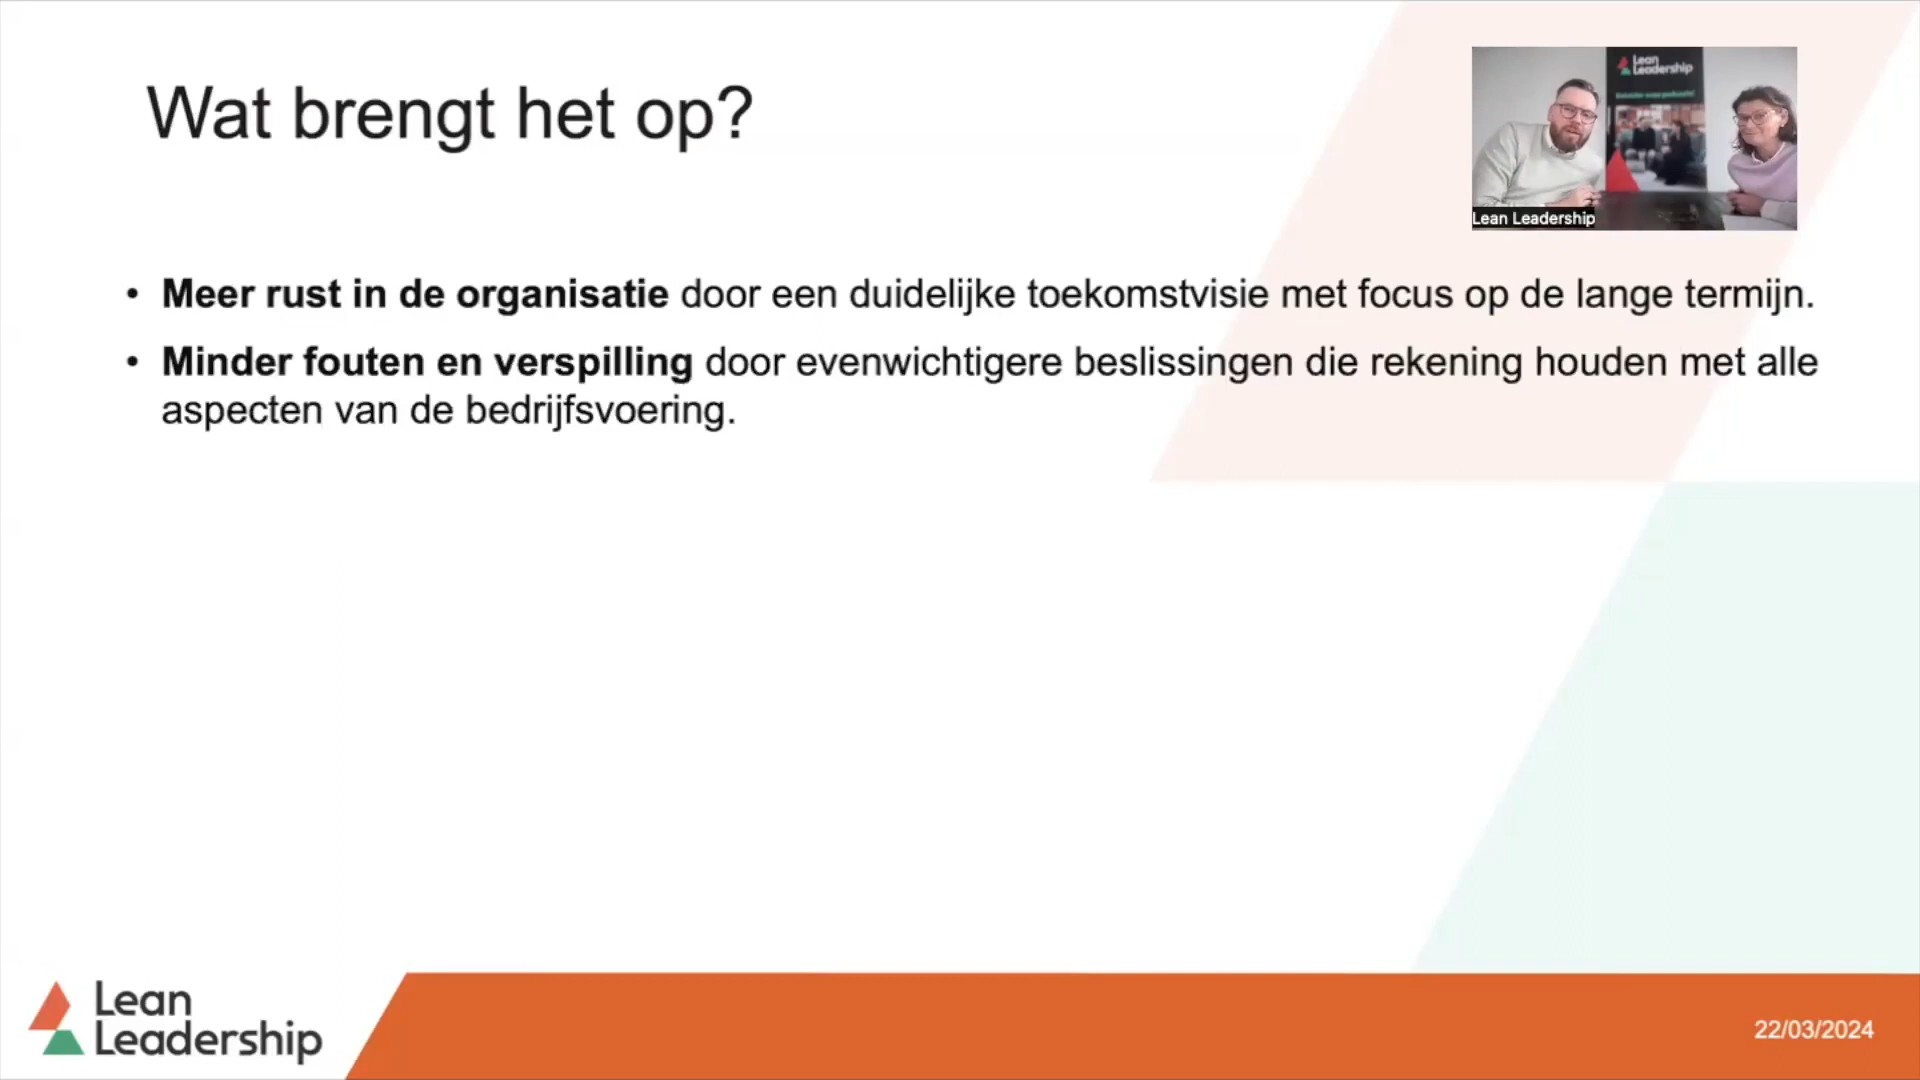 Wat brengt het op?
Lean
Leadership
Lean Leadership
• Meer rust in de organisatie door een duidelijke toekomstvisie met focus op de lange termijn.
• Minder fouten en verspilling door evenwichtigere beslissingen die rekening houden met alle
aspecten van de bedrijfsvoering.
Lean
Leadership
22/03/2024